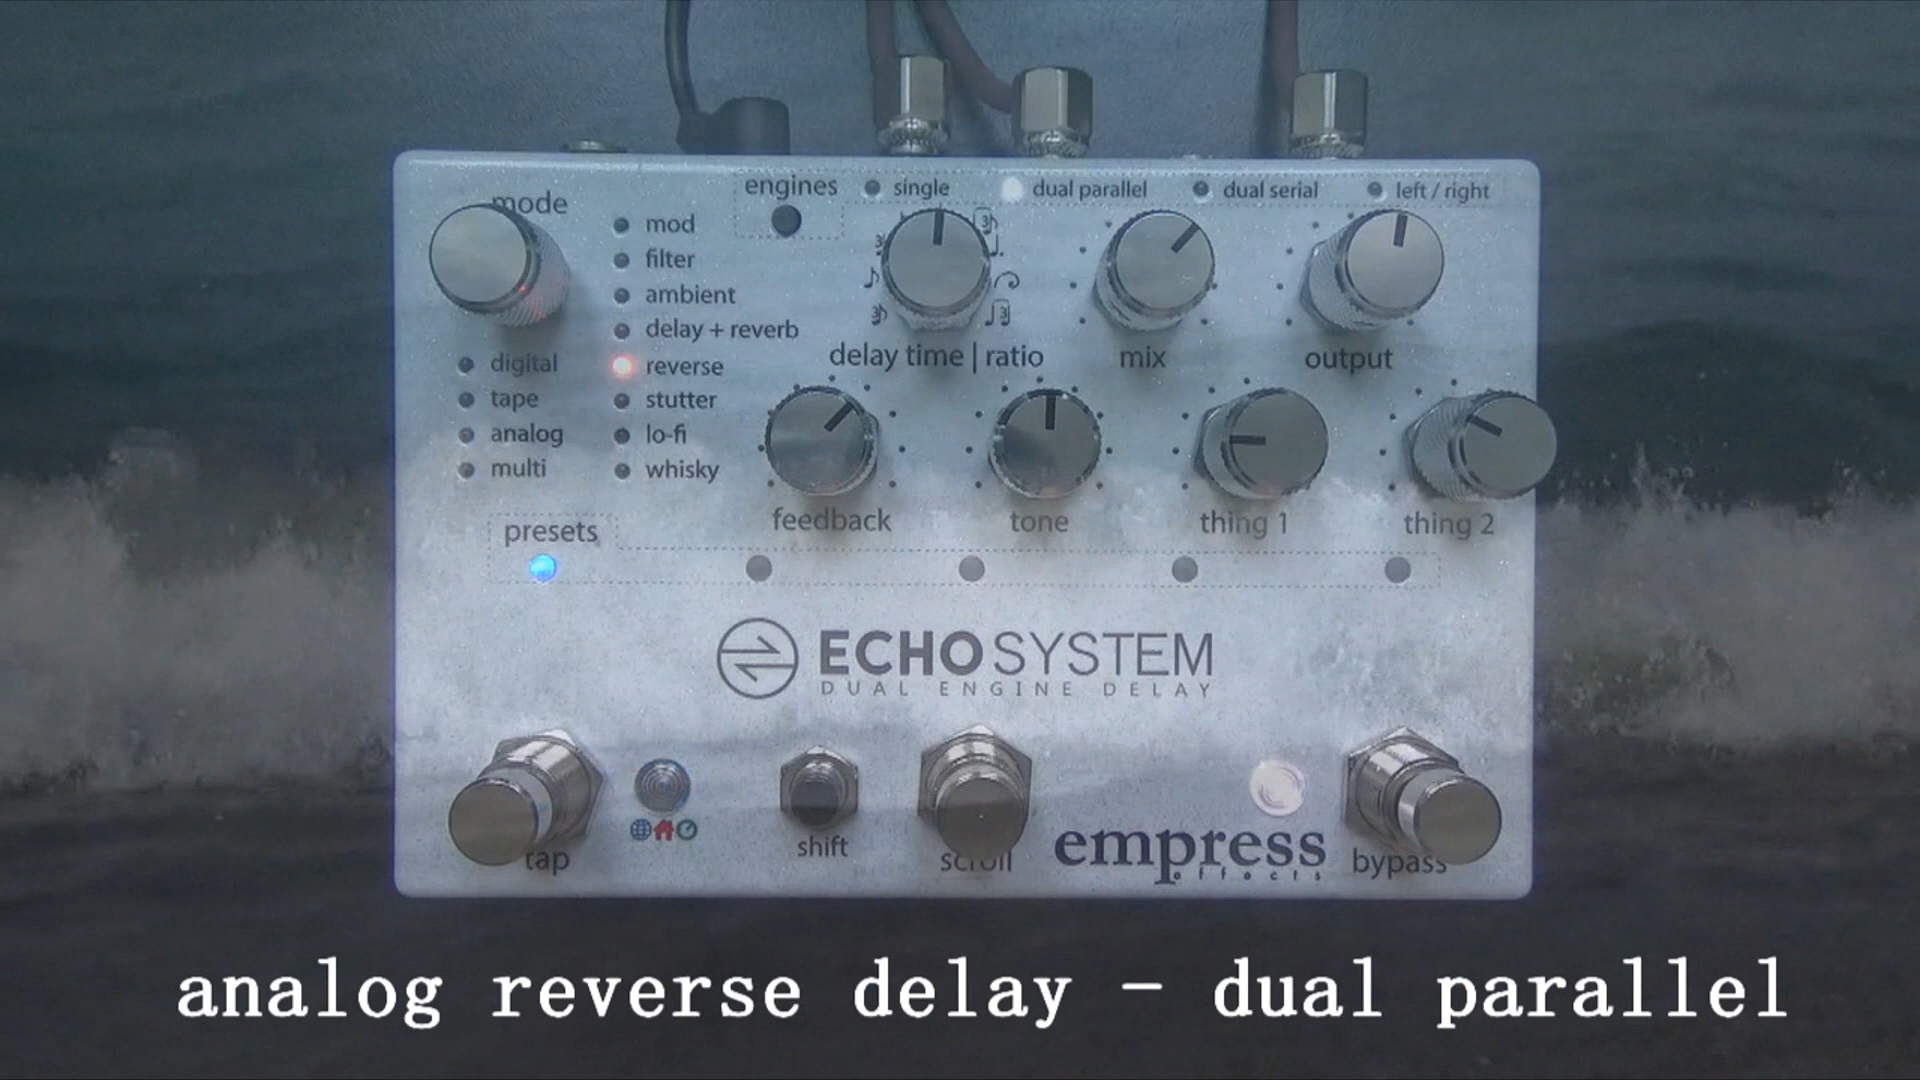 mode
engines
single
dual parallel
dual serial
left / right
mod
filter
ambient
delay + reverb
reverse
stutter
lo-fi
whisky
digital
tape
analog
multi
delay time | ratio
mix
output
feedback
tone
thing 1
thing 2
presets
ECHOSYSTEM
DUAL ENGINE DELAY
tap
shift
scroll
empress
effects
bypass
analog reverse delay - dual parallel